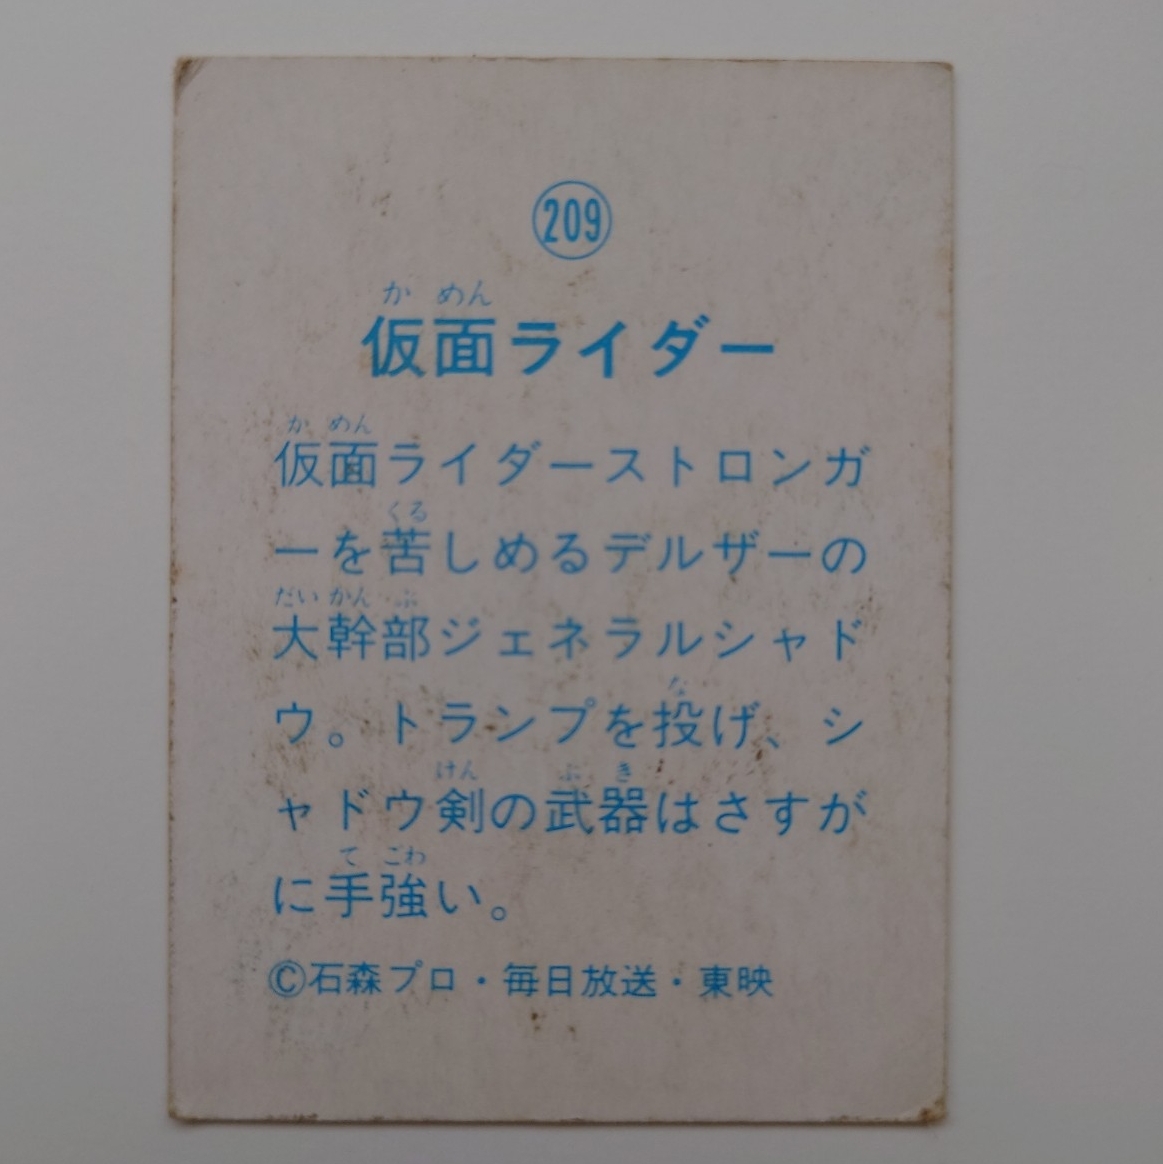 209
か めん
仮面ライダー
か めん
仮面ライダーストロンガ
くる
ーを苦しめるデルザーの
だい かん ぶ
大幹部ジェネラルシャド
な
ウ。トランプを投げ、シ
けん ぶ き
ャドウ剣の武器はさすが
て ごわ
に手強い。
©石森プロ・毎日放送・東映